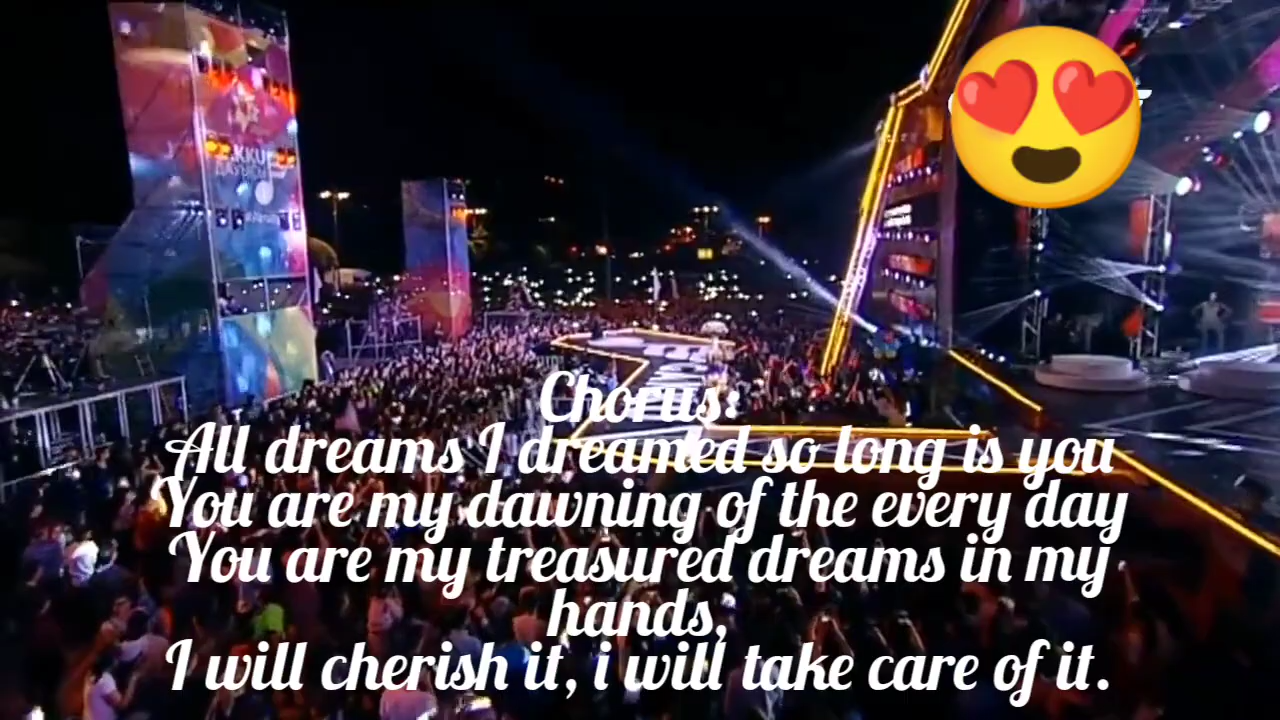 ДАУЫСЫ
Chorus:
All dreams I dreamed so long is you
You are my dawning of the every day
You are my treasured dreams in my
hands,
I will cherish it, i will take care of it.